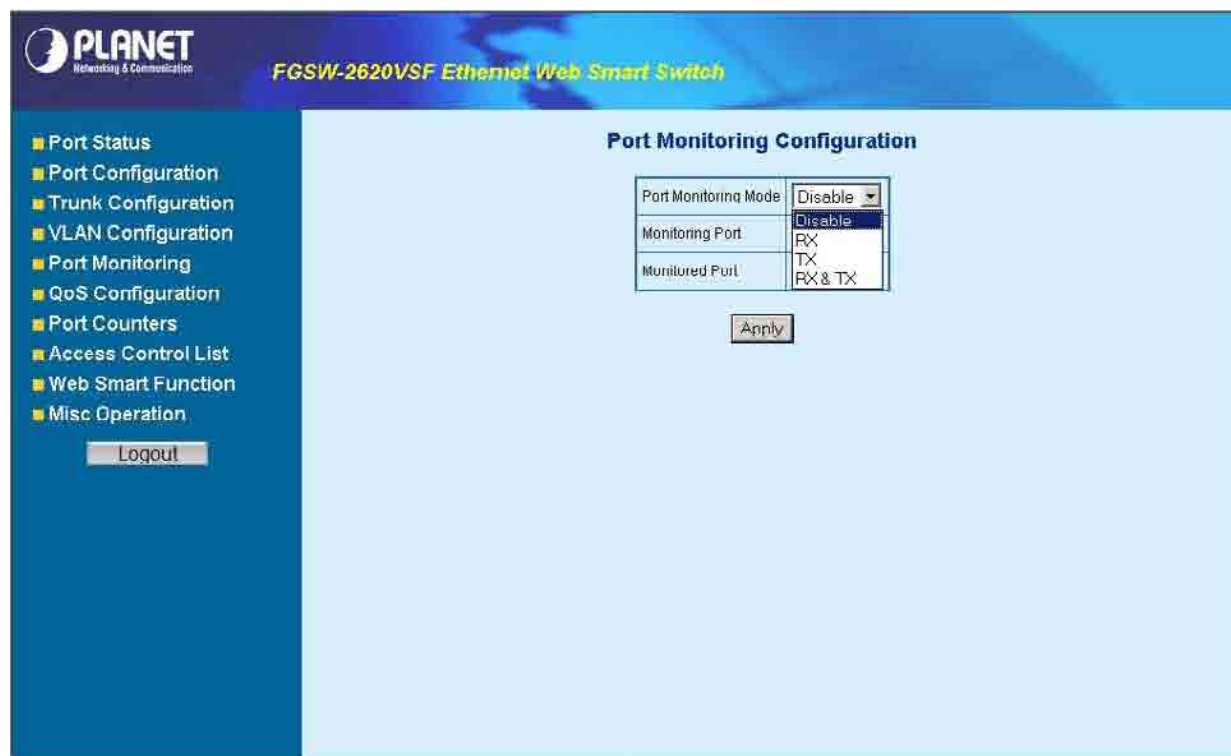 PLANET
Networking & Communication
FGSW-2620VSF Ethernet Web Smart Switch
Port Status
Port Configuration
Trunk Configuration
VLAN Configuration
Port Monitoring
QoS Configuration
Port Counters
Access Control List
Web Smart Function
Misc Operation
Logout
Port Monitoring Configuration
Port Monitoring Mode Disable
Disable
RX
TX
RX & TX
Monitoring Port
Monitored Port
Apply